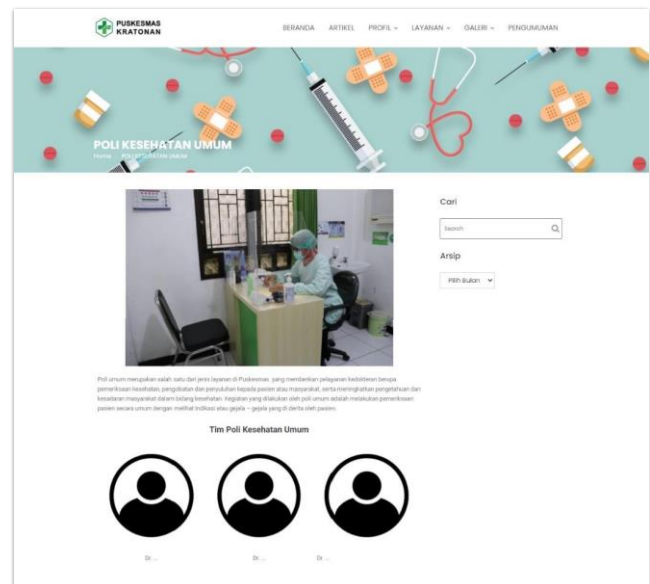 PUSKESMAS
KRATONAN
BERANDA ARTIKEL PROFIL LAYANAN GALERI PENGUMUMAN
POLI KESEHATAN UMUM
Home POLI KESEHATAN UMUM
Cari
Search
Arsip
Pilih Bulan
Poli umum merupakan salah satu dari jenis layanan di Puskesmas yang memberikan pelayanan kedokteran berupa
pemeriksaan kesehatan, pengobatan dan penyuluhan kepada pasien atau masyarakat, serta meningkatkan pengetahuan dan
kesadaran masyarakat dalam bidang kesehatan. Kegiatan yang dilakukan oleh poli umum adalah melakukan pemeriksaan
pasien secara umum dengan melihat indikasi atau gejala – gejala yang di derita oleh pasien.
Tim Poli Kesehatan Umum
Dr. ... Dr. ... Dr. ...